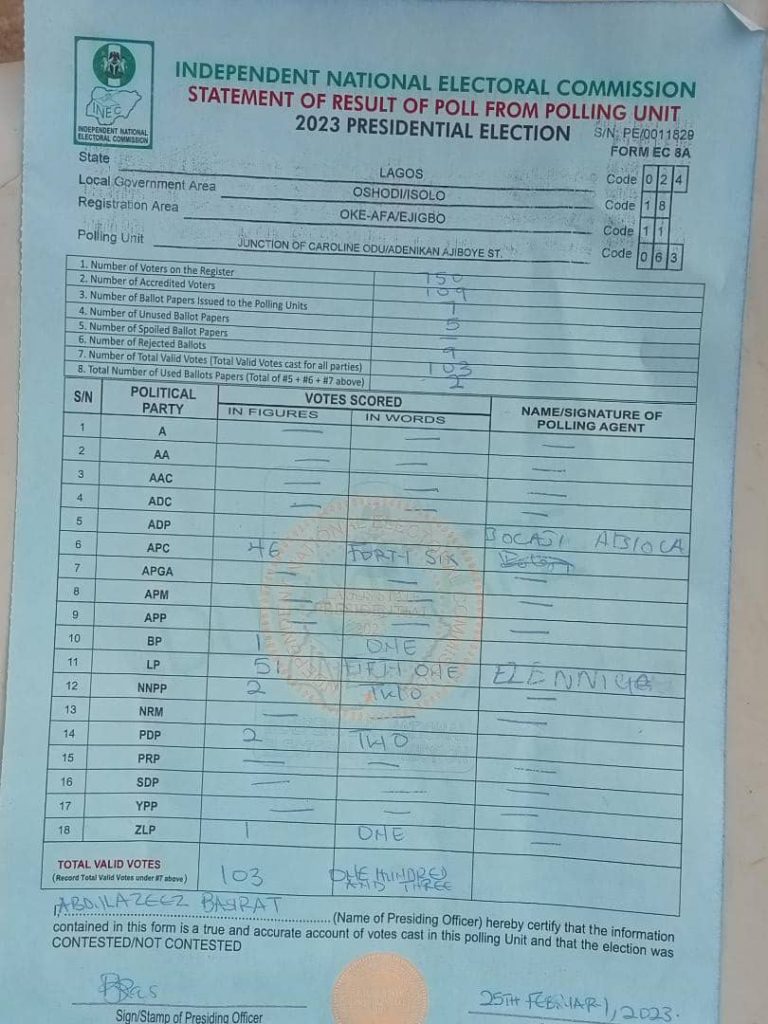 INDEPENDENT NATIONAL ELECTORAL COMMISSION
STATEMENT OF RESULT OF POLL FROM POLLING UNIT
2023 PRESIDENTIAL ELECTION S/N: PE/0011829
FORM EC 8A
INEC
INDEPENDENT NATIONAL
ELECTORAL COMMISSION
State LAGOS Code 0 2 4
Local Government Area OSHODI/ISOLO Code 1 8
Registration Area OKE-AFA/EJIGBO Code 1 1
Polling Unit JUNCTION OF CAROLINE ODU/ADENIKAN AJIBOYE ST. Code 0 6 3
1. Number of Voters on the Register 750
2. Number of Accredited Voters 109
3. Number of Ballot Papers Issued to the Polling Units
4. Number of Unused Ballot Papers 5
5. Number of Spoiled Ballot Papers —
6. Number of Rejected Ballots 9
7. Number of Total Valid Votes (Total Valid Votes cast for all parties) 103
8. Total Number of Used Ballots Papers (Total of #5 + #6 + #7 above) 2
S/N POLITICAL PARTY VOTES SCORED NAME/SIGNATURE OF POLLING AGENT
IN FIGURES IN WORDS
1 A — — —
2 AA — — —
3 AAC — — —
4 ADC — — —
5 ADP
6 APC 46 FORTY SIX BOCAJI ABIOLA
7 APGA — — —
8 APM — — —
9 APP — — —
10 BP 1 ONE
11 LP 51 FIFTY ONE
12 NNPP 2 TWO —
13 NRM — — —
14 PDP 2 TWO —
15 PRP — — —
16 SDP — — —
17 YPP — — —
18 ZLP 1 ONE —
TOTAL VALID VOTES 103 ONE HUNDRED AND THREE
(Record Total Valid Votes under #7 above)
I, ABDULAZEEZ BASIRAT (Name of Presiding Officer) hereby certify that the information
contained in this form is a true and accurate account of votes cast in this polling Unit and that the election was
CONTESTED/NOT CONTESTED
25TH FEBRUARY, 2023.
Sign/Stamp of Presiding Officer